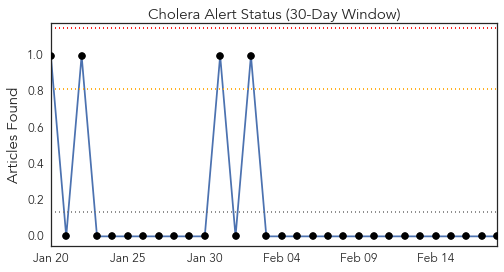 Cholera Alert Status (30-Day Window)
Articles Found
1.0
0.8
0.6
0.4
0.2
0.0
Jan 20 Jan 25 Jan 30 Feb 04 Feb 09 Feb 14